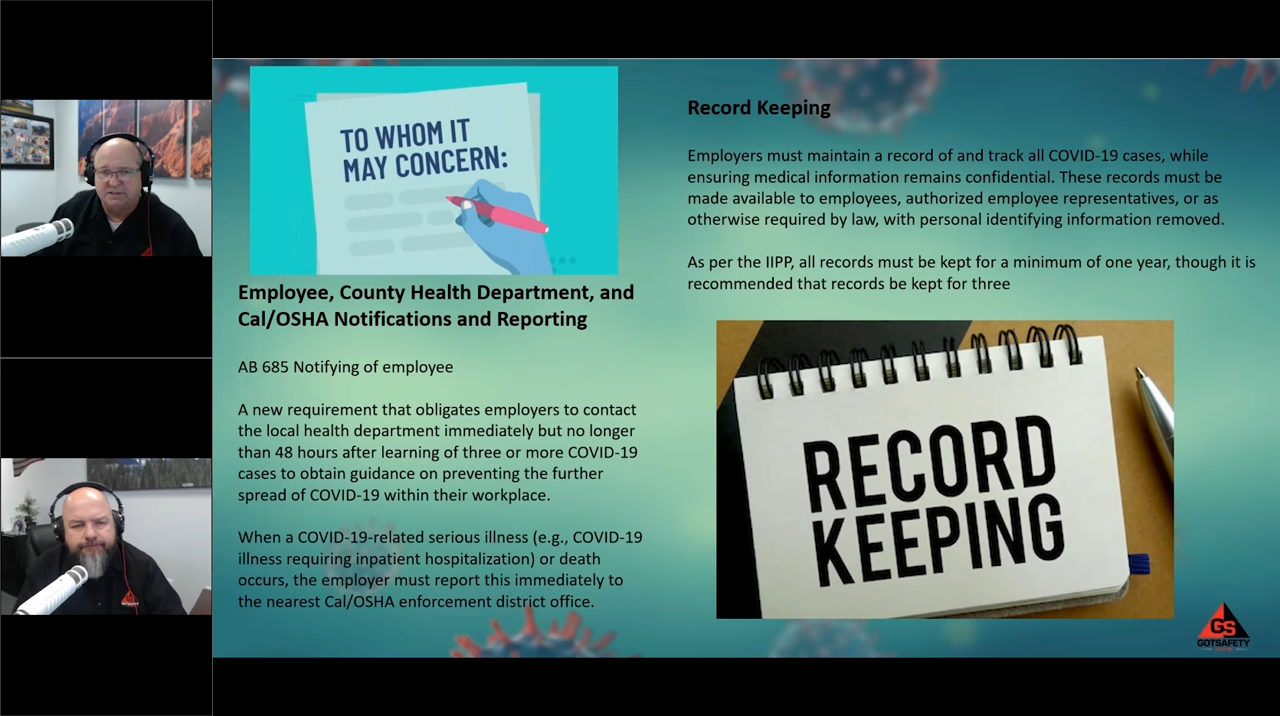 TO WHOM IT
MAY CONCERN:
Employee, County Health Department, and
Cal/OSHA Notifications and Reporting
AB 685 Notifying of employee
A new requirement that obligates employers to contact
the local health department immediately but no longer
than 48 hours after learning of three or more COVID-19
cases to obtain guidance on preventing the further
spread of COVID-19 within their workplace.
When a COVID-19-related serious illness (e.g., COVID-19
illness requiring inpatient hospitalization) or death
occurs, the employer must report this immediately to
the nearest Cal/OSHA enforcement district office.
Record Keeping
Employers must maintain a record of and track all COVID-19 cases, while
ensuring medical information remains confidential. These records must be
made available to employees, authorized employee representatives, or as
otherwise required by law, with personal identifying information removed.
As per the IIPP, all records must be kept for a minimum of one year, though it is
recommended that records be kept for three
RECORD
KEEPING
GS
GOTSAFETY